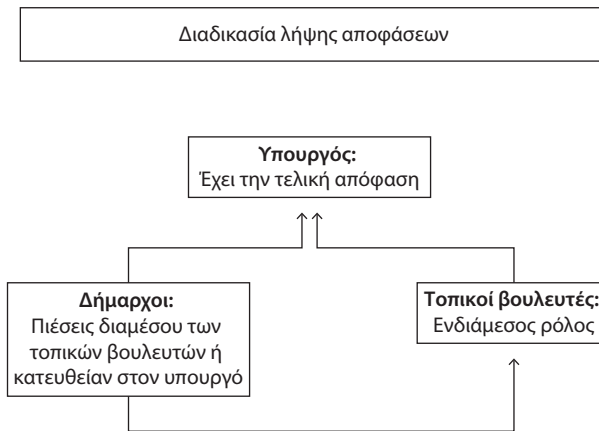 Διαδικασία λήψης αποφάσεων
Υπουργός:
Έχει την τελική απόφαση
Δήμαρχοι:
Πιέσεις διαμέσου των
τοπικών βουλευτών ή
κατευθείαν στον υπουργό
Τοπικοί βουλευτές:
Ενδιάμεσος ρόλος